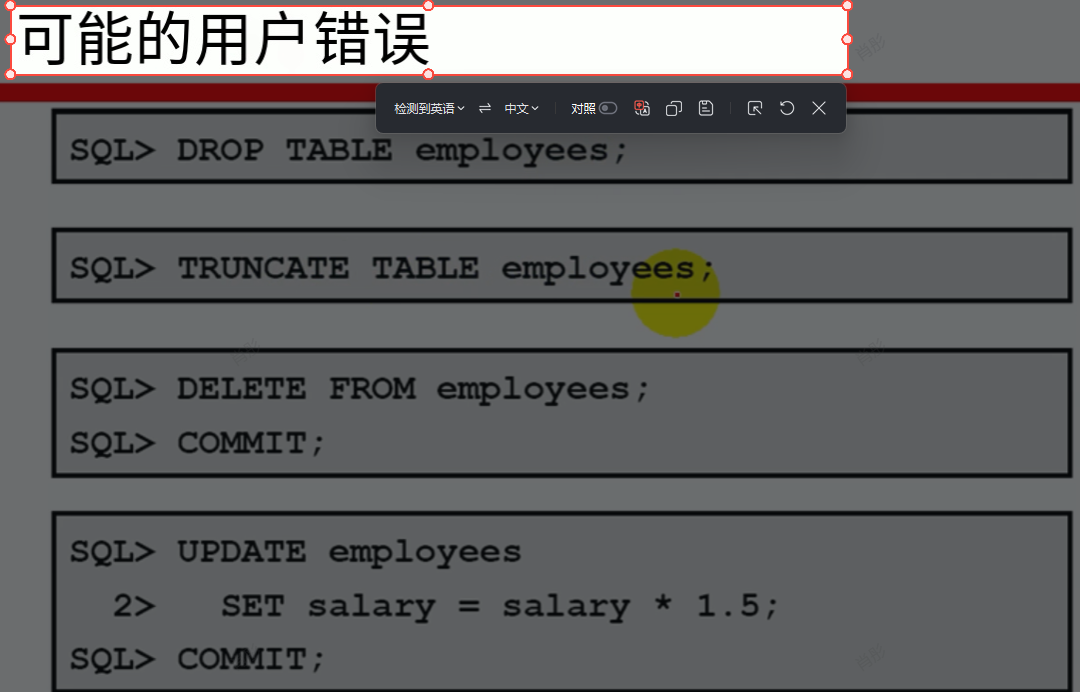 可能的用户错误
检测到英语 中文 对照
SQL> DROP TABLE employees;
SQL> TRUNCATE TABLE employees;
SQL> DELETE FROM employees;
SQL> COMMIT;
SQL> UPDATE employees
2> SET salary = salary * 1.5;
SQL> COMMIT;